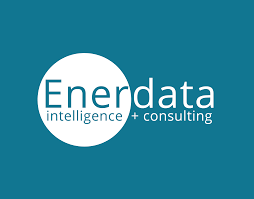 Enerdata
intelligence + consulting